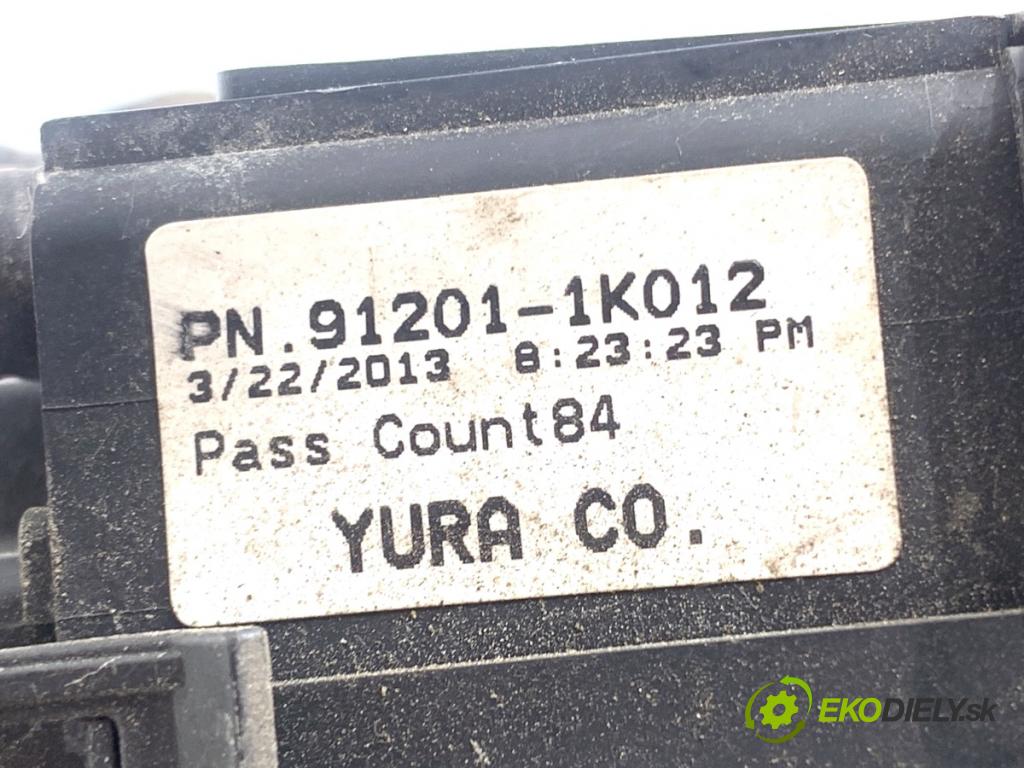 PN.91201-1K012
3/22/2013 8:23:23 PM
Pass Count84
YURA CO.
EKODIELY.sk